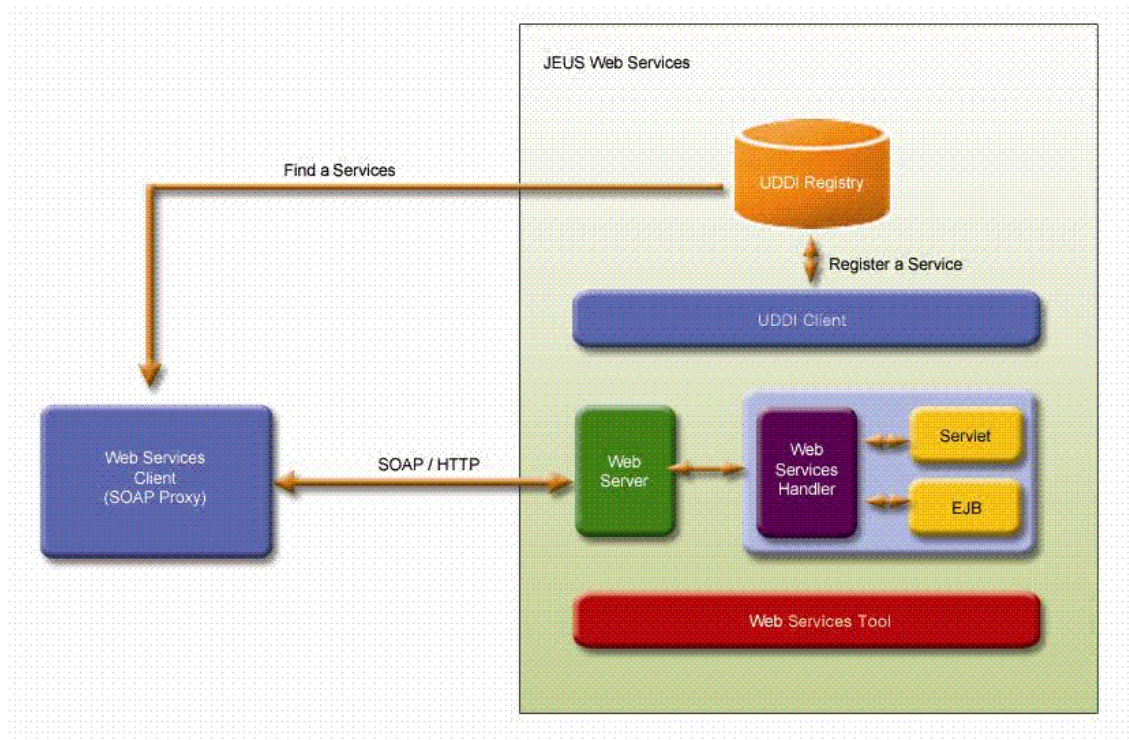 JEUS Web Services
Find a Services
UDDI Registry
Register a Service
UDDI Client
Web Services
Client
(SOAP Proxy)
SOAP / HTTP
Web
Server
Web
Services
Handler
Servlet
EJB
Web Services Tool